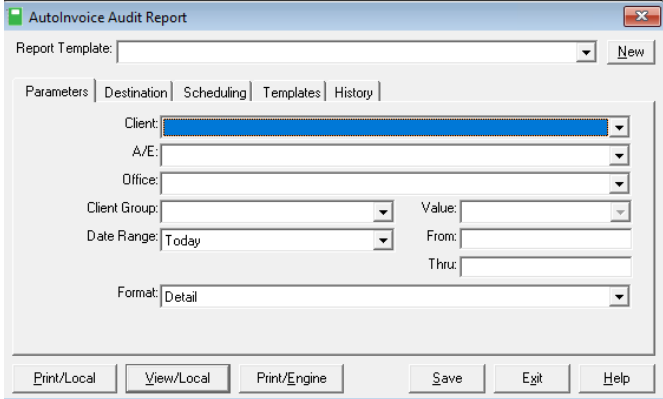 AutoInvoice Audit Report
Report Template: New
Parameters Destination Scheduling Templates History
Client:
A/E:
Office:
Client Group: Value:
Date Range: Today From:
Thru:
Format: Detail
Print/Local View/Local Print/Engine Save Exit Help